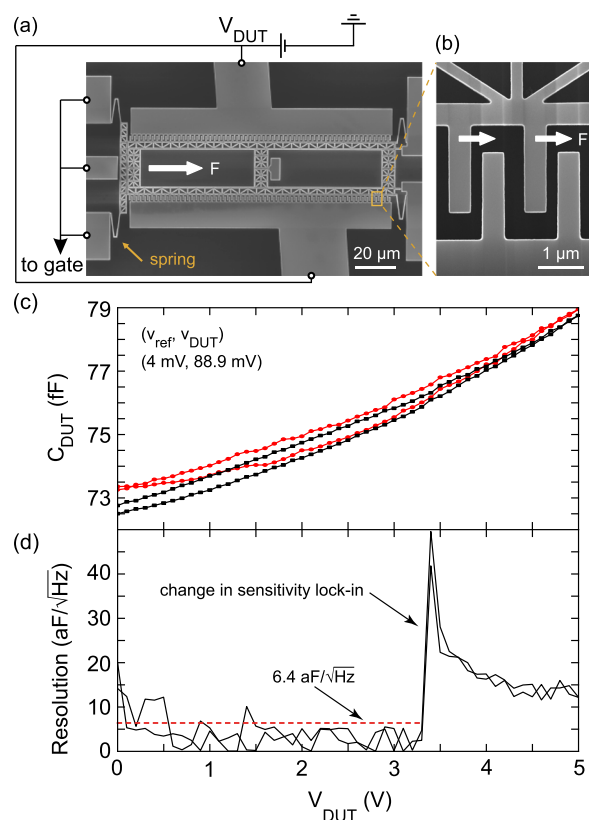 (a)
V_DUT
F
to gate
spring
20 µm
(b)
F
1 µm
(c)
79
77
75
73
C_DUT (fF)
(v_ref, v_DUT)
(4 mV, 88.9 mV)
(d)
40
30
20
10
0
Resolution (aF/√Hz)
change in sensitivity lock-in
6.4 aF/√Hz
0 1 2 3 4 5
V_DUT (V)